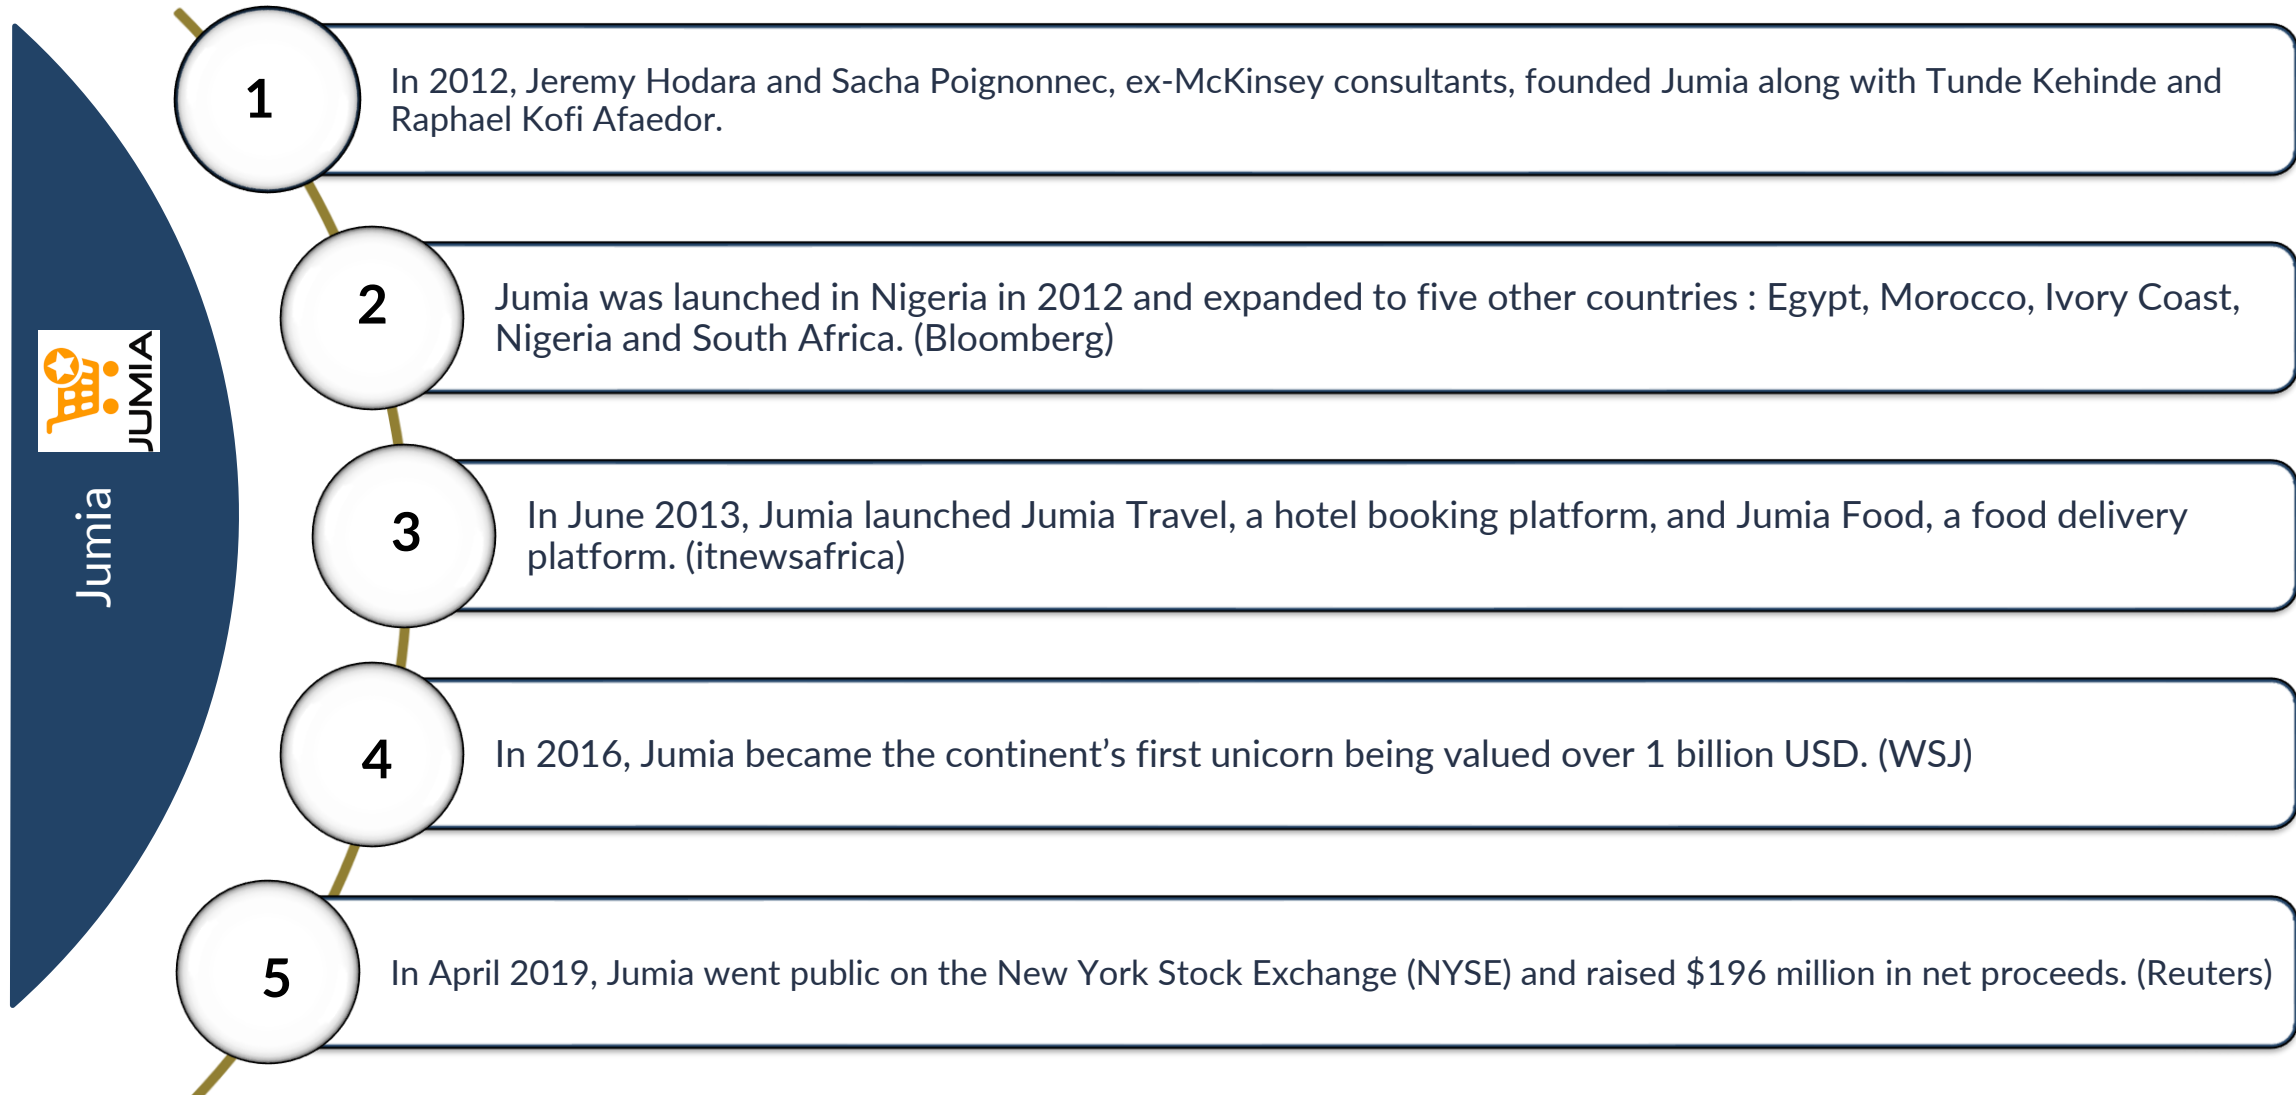 JUMIA
Jumia
1
In 2012, Jeremy Hodara and Sacha Poignonnec, ex-McKinsey consultants, founded Jumia along with Tunde Kehinde and
Raphael Kofi Afaedor.
2
Jumia was launched in Nigeria in 2012 and expanded to five other countries : Egypt, Morocco, Ivory Coast,
Nigeria and South Africa. (Bloomberg)
3
In June 2013, Jumia launched Jumia Travel, a hotel booking platform, and Jumia Food, a food delivery
platform. (itnewsafrica)
4
In 2016, Jumia became the continent’s first unicorn being valued over 1 billion USD. (WSJ)
5
In April 2019, Jumia went public on the New York Stock Exchange (NYSE) and raised $196 million in net proceeds. (Reuters)